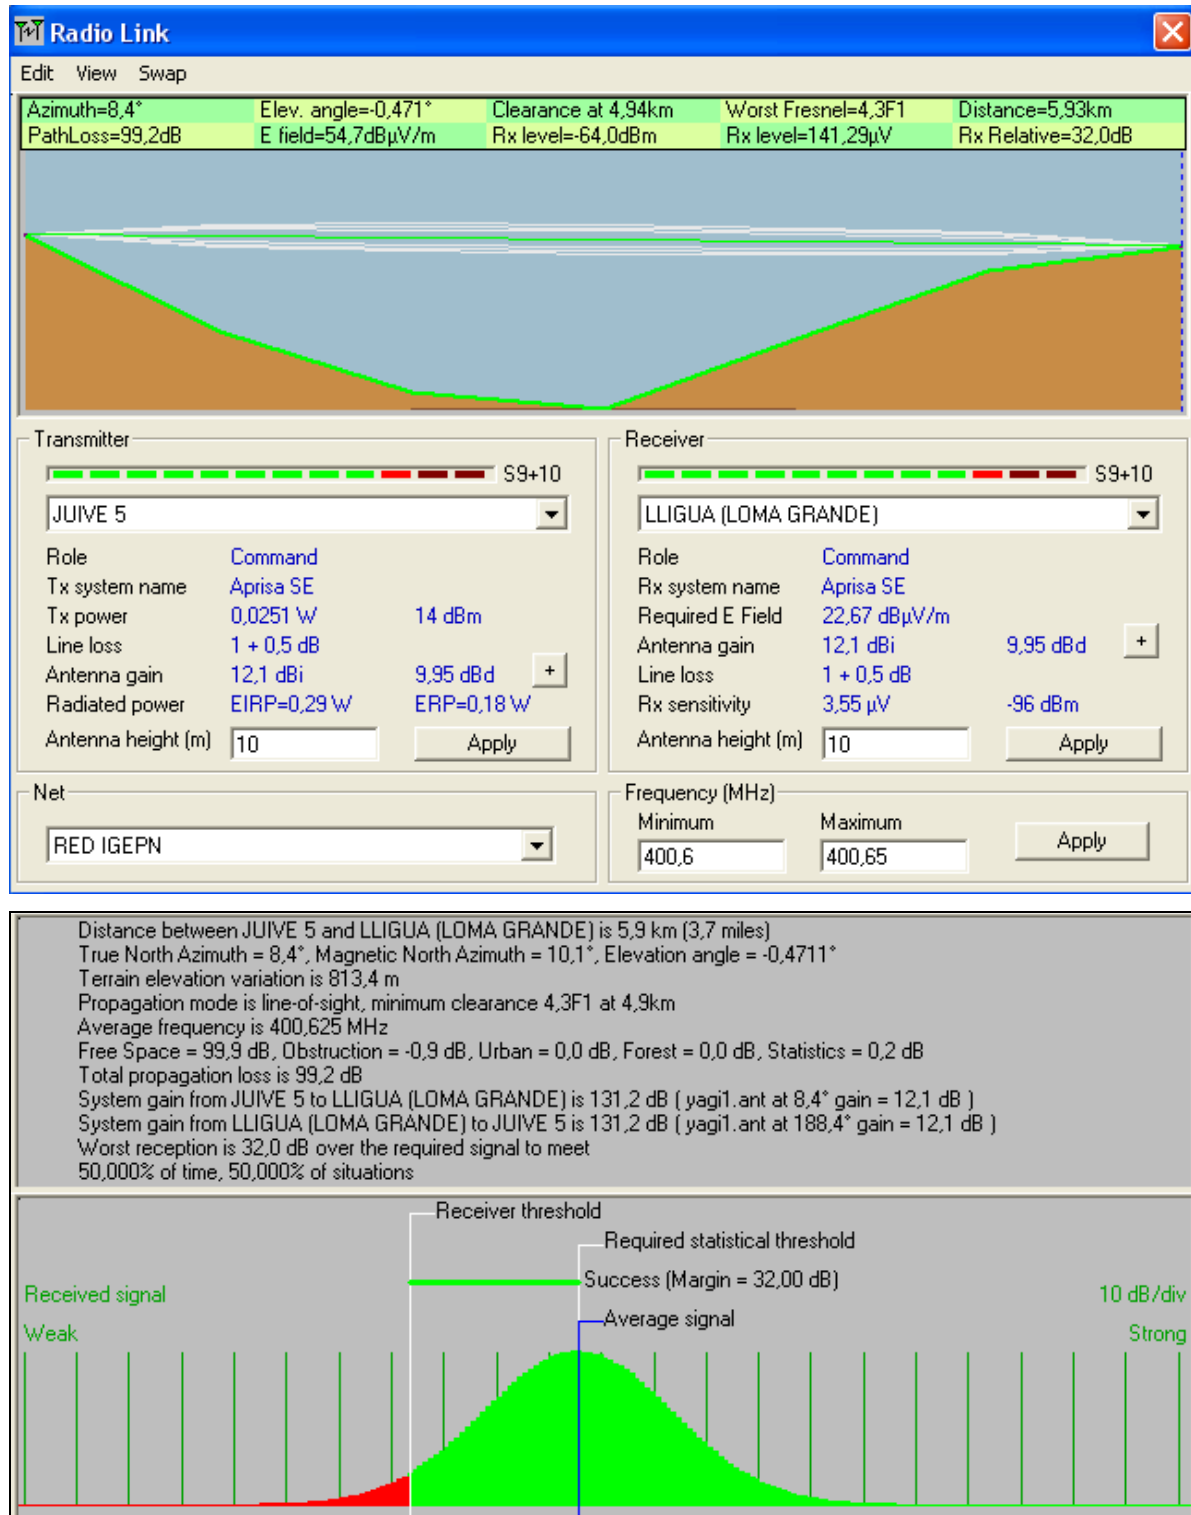 Radio Link
Edit View Swap
Azimuth=8,4° Elev. angle=-0,471° Clearance at 4,94km Worst Fresnel=4,3F1 Distance=5,93km
PathLoss=99,2dB E field=54,7dBµV/m Rx level=-64,0dBm Rx level=141,29µV Rx Relative=32,0dB
Transmitter
S9+10
JUIVE 5
Role Command
Tx system name Aprisa SE
Tx power 0,0251 W 14 dBm
Line loss 1 + 0,5 dB
Antenna gain 12,1 dBi 9,95 dBd +
Radiated power EIRP=0,29 W ERP=0,18 W
Antenna height (m) 10 Apply
Receiver
S9+10
LLIGUA (LOMA GRANDE)
Role Command
Rx system name Aprisa SE
Required E Field 22,67 dBµV/m
Antenna gain 12,1 dBi 9,95 dBd +
Line loss 1 + 0,5 dB
Rx sensitivity 3,55 µV -96 dBm
Antenna height (m) 10 Apply
Net
RED IGEPN
Frequency (MHz)
Minimum Maximum
400,6 400,65 Apply
Distance between JUIVE 5 and LLIGUA (LOMA GRANDE) is 5,9 km (3,7 miles)
True North Azimuth = 8,4°, Magnetic North Azimuth = 10,1°, Elevation angle = -0,4711°
Terrain elevation variation is 813,4 m
Propagation mode is line-of-sight, minimum clearance 4,3F1 at 4,9km
Average frequency is 400,625 MHz
Free Space = 99,9 dB, Obstruction = -0,9 dB, Urban = 0,0 dB, Forest = 0,0 dB, Statistics = 0,2 dB
Total propagation loss is 99,2 dB
System gain from JUIVE 5 to LLIGUA (LOMA GRANDE) is 131,2 dB ( yagi1.ant at 8,4° gain = 12,1 dB )
System gain from LLIGUA (LOMA GRANDE) to JUIVE 5 is 131,2 dB ( yagi1.ant at 188,4° gain = 12,1 dB )
Worst reception is 32,0 dB over the required signal to meet
50,000% of time, 50,000% of situations
Receiver threshold
Required statistical threshold
Success (Margin = 32,00 dB)
Received signal 10 dB/div
Average signal
Weak Strong